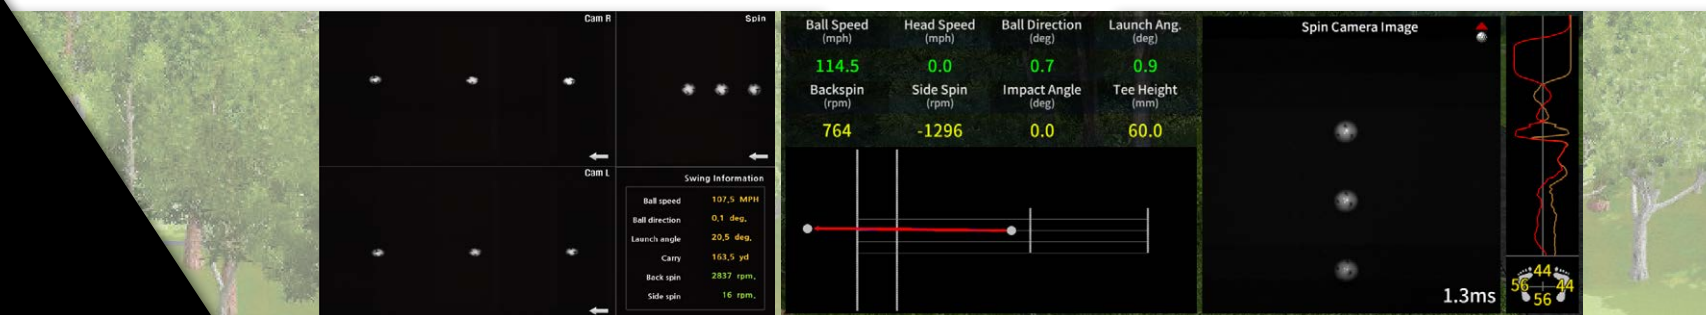 Cam R
Spin
Cam L
Swing Information
Ball speed 107,5 MPH
Ball direction 0,1 deg,
Launch angle 20,5 deg,
Carry 163,5 yd
Back spin 2837 rpm,
Side spin 16 rpm,
Ball Speed Head Speed Ball Direction Launch Ang.
(mph) (mph) (deg) (deg)
114.5 0.0 0.7 0.9
Backspin Side Spin Impact Angle Tee Height
(rpm) (rpm) (deg) (mm)
764 -1296 0.0 60.0
Spin Camera Image
1.3ms
44
56 44
56